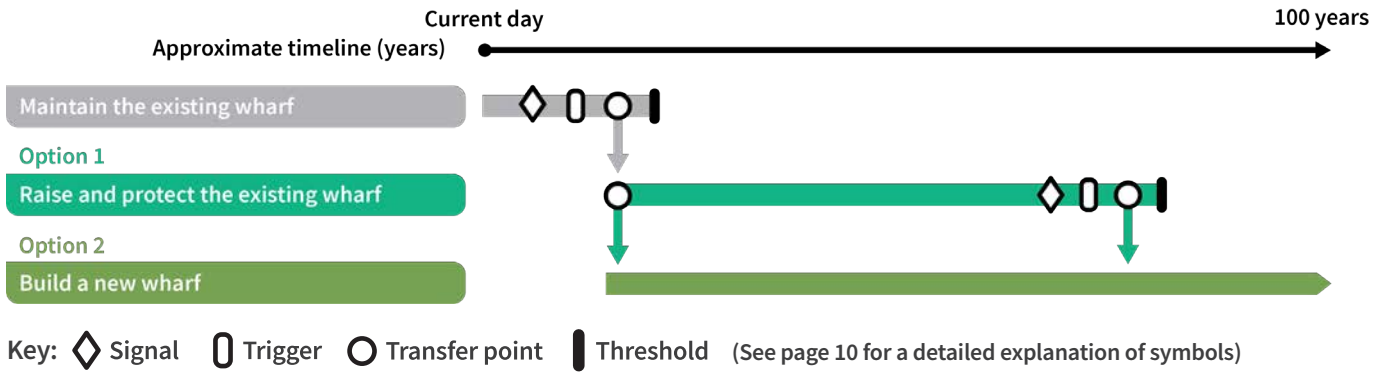 Current day
100 years
Approximate timeline (years)
Maintain the existing wharf
Option 1
Raise and protect the existing wharf
Option 2
Build a new wharf
Key: Signal Trigger Transfer point Threshold (See page 10 for a detailed explanation of symbols)